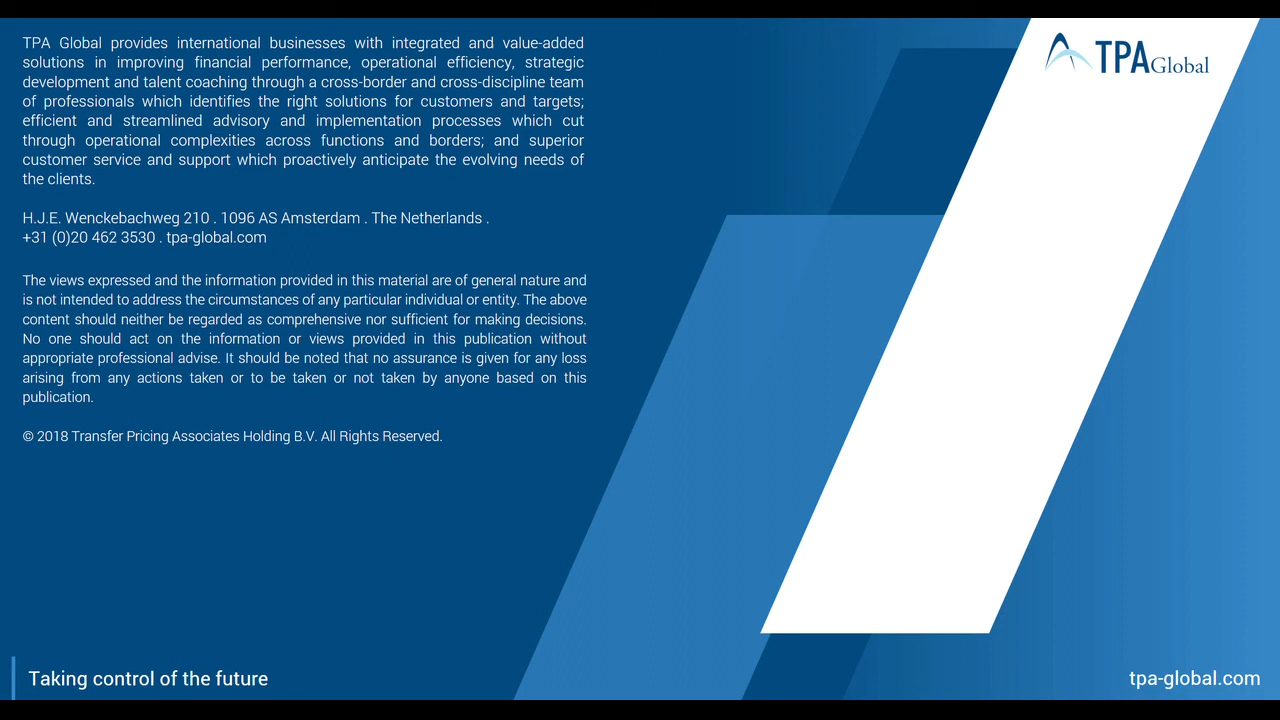 TPA Global provides international businesses with integrated and value-added
solutions in improving financial performance, operational efficiency, strategic
development and talent coaching through a cross-border and cross-discipline team
of professionals which identifies the right solutions for customers and targets;
efficient and streamlined advisory and implementation processes which cut
through operational complexities across functions and borders; and superior
customer service and support which proactively anticipate the evolving needs of
the clients.
H.J.E. Wenckebachweg 210 . 1096 AS Amsterdam . The Netherlands .
+31 (0)20 462 3530 . tpa-global.com
The views expressed and the information provided in this material are of general nature and
is not intended to address the circumstances of any particular individual or entity. The above
content should neither be regarded as comprehensive nor sufficient for making decisions.
No one should act on the information or views provided in this publication without
appropriate professional advise. It should be noted that no assurance is given for any loss
arising from any actions taken or to be taken or not taken by anyone based on this
publication.
© 2018 Transfer Pricing Associates Holding B.V. All Rights Reserved.
TPA Global
Taking control of the future
tpa-global.com